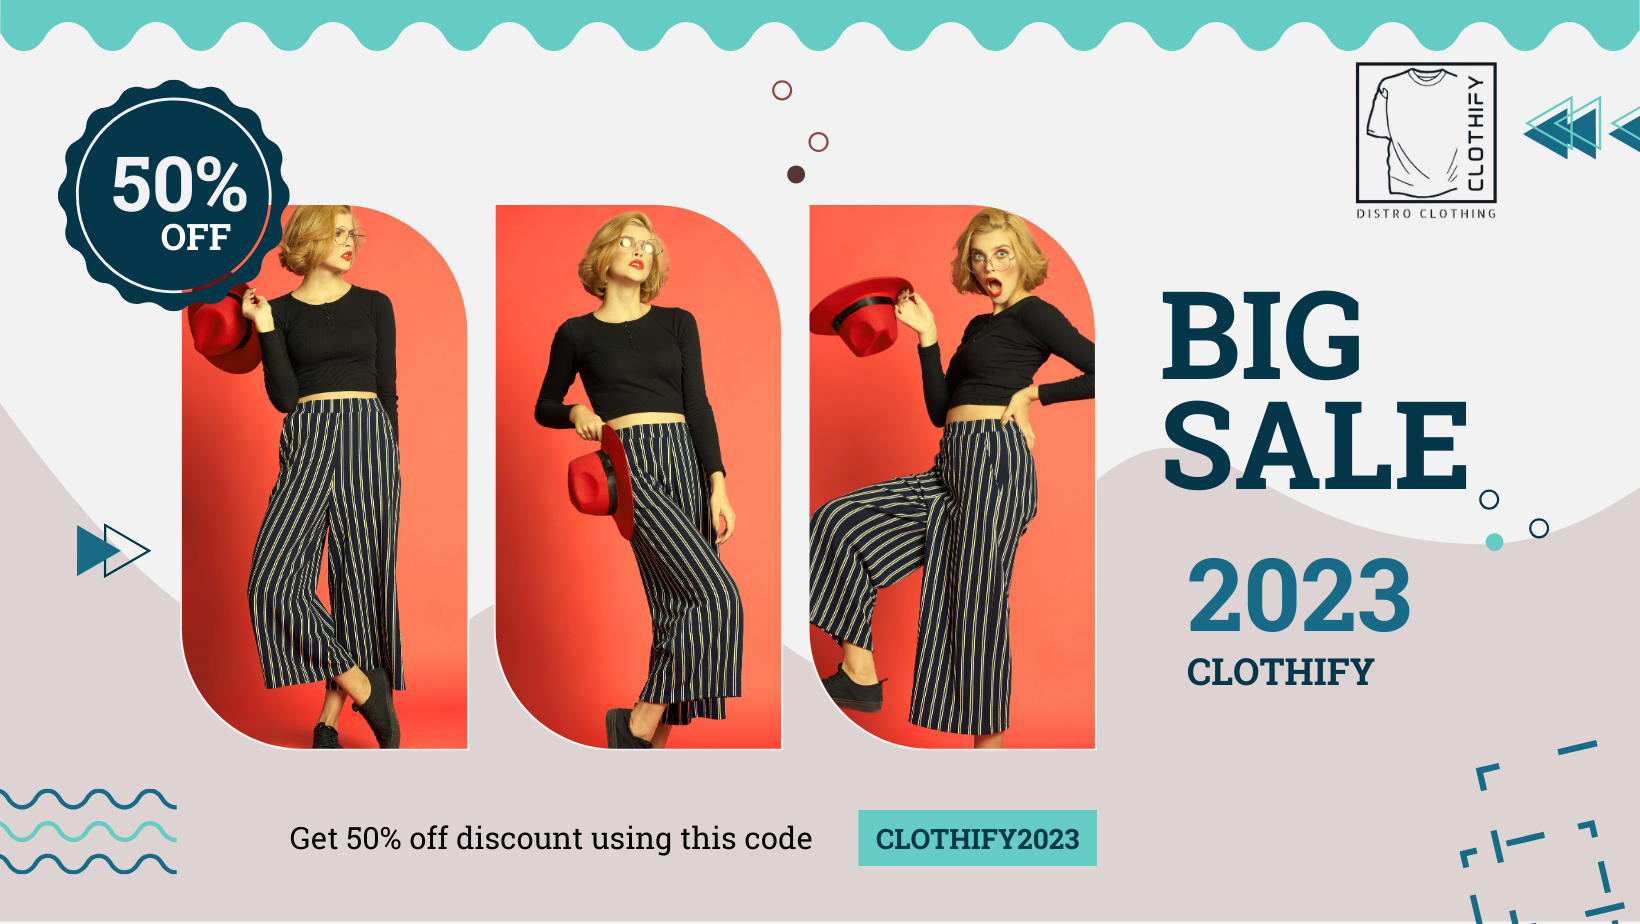 50%
OFF
CLOTHIFY
DISTRO CLOTHING
BIG
SALE
2023
CLOTHIFY
Get 50% off discount using this code
CLOTHIFY2023